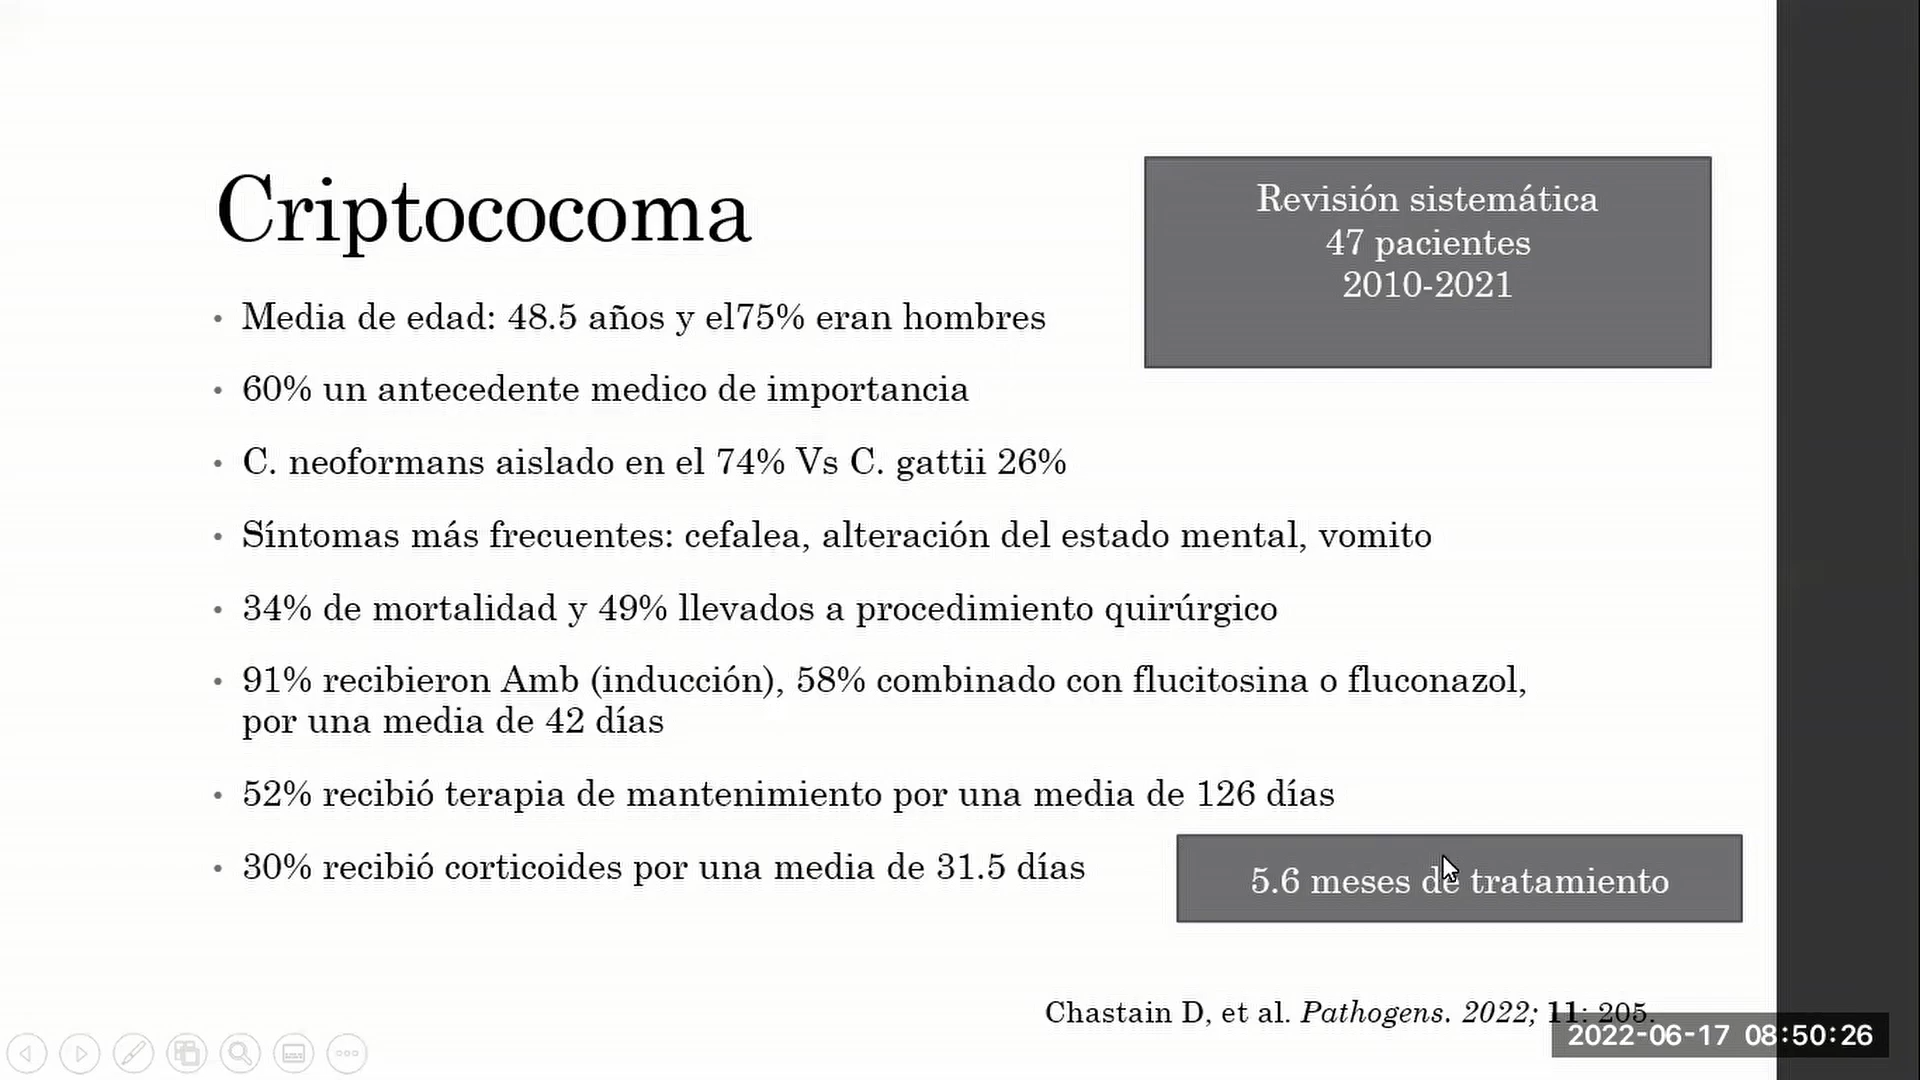 Criptococoma
Revisión sistemática
47 pacientes
2010-2021
• Media de edad: 48.5 años y el75% eran hombres
• 60% un antecedente medico de importancia
• C. neoformans aislado en el 74% Vs C. gattii 26%
• Síntomas más frecuentes: cefalea, alteración del estado mental, vomito
• 34% de mortalidad y 49% llevados a procedimiento quirúrgico
• 91% recibieron Amb (inducción), 58% combinado con flucitosina o fluconazol,
por una media de 42 días
• 52% recibió terapia de mantenimiento por una media de 126 días
• 30% recibió corticoides por una media de 31.5 días
5.6 meses de tratamiento
Chastain D, et al. Pathogens. 2022; 11: 205.
2022-06-17 08:50:26